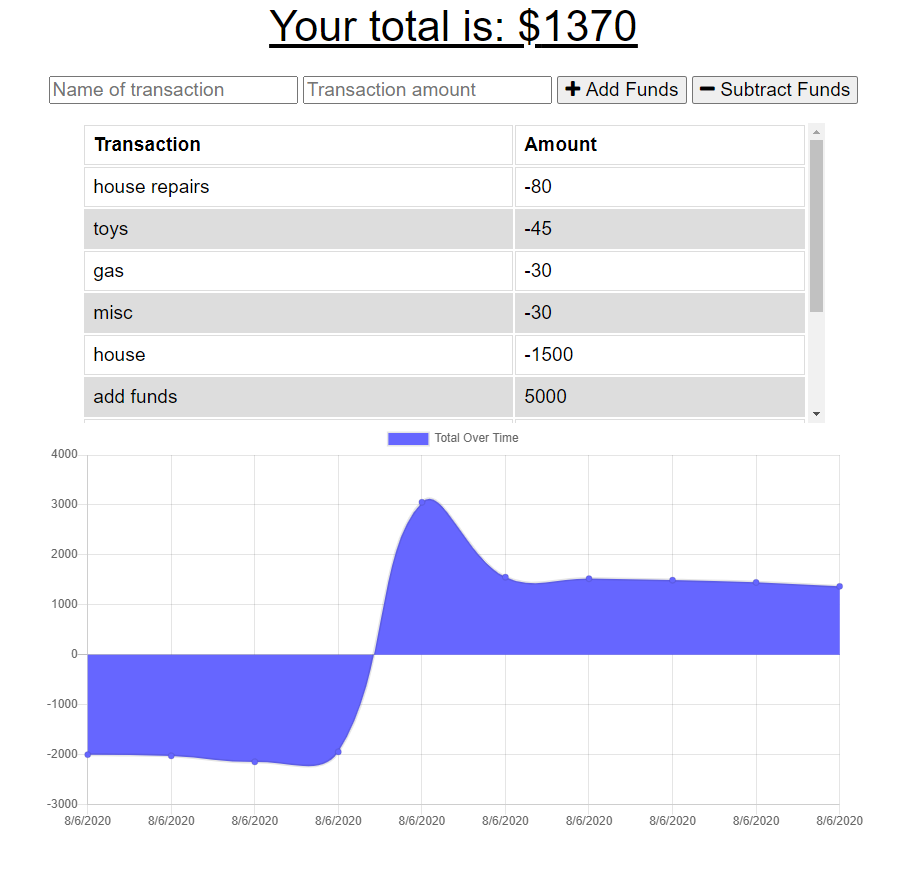 Your total is: $1370
Name of transaction Transaction amount + Add Funds − Subtract Funds
Transaction Amount
house repairs -80
toys -45
gas -30
misc -30
house -1500
add funds 5000
Total Over Time
4000
3000
2000
1000
0
-1000
-2000
-3000
8/6/2020 8/6/2020 8/6/2020 8/6/2020 8/6/2020 8/6/2020 8/6/2020 8/6/2020 8/6/2020 8/6/2020